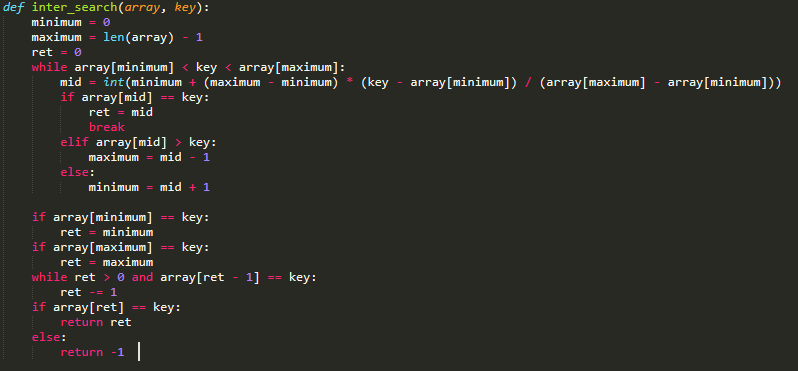 def inter_search(array, key):
    minimum = 0
    maximum = len(array) - 1
    ret = 0
    while array[minimum] < key < array[maximum]:
        mid = int(minimum + (maximum - minimum) * (key - array[minimum]) / (array[maximum] - array[minimum]))
        if array[mid] == key:
            ret = mid
            break
        elif array[mid] > key:
            maximum = mid - 1
        else:
            minimum = mid + 1

    if array[minimum] == key:
        ret = minimum
    if array[maximum] == key:
        ret = maximum
    while ret > 0 and array[ret - 1] == key:
        ret -= 1
    if array[ret] == key:
        return ret
    else:
        return -1